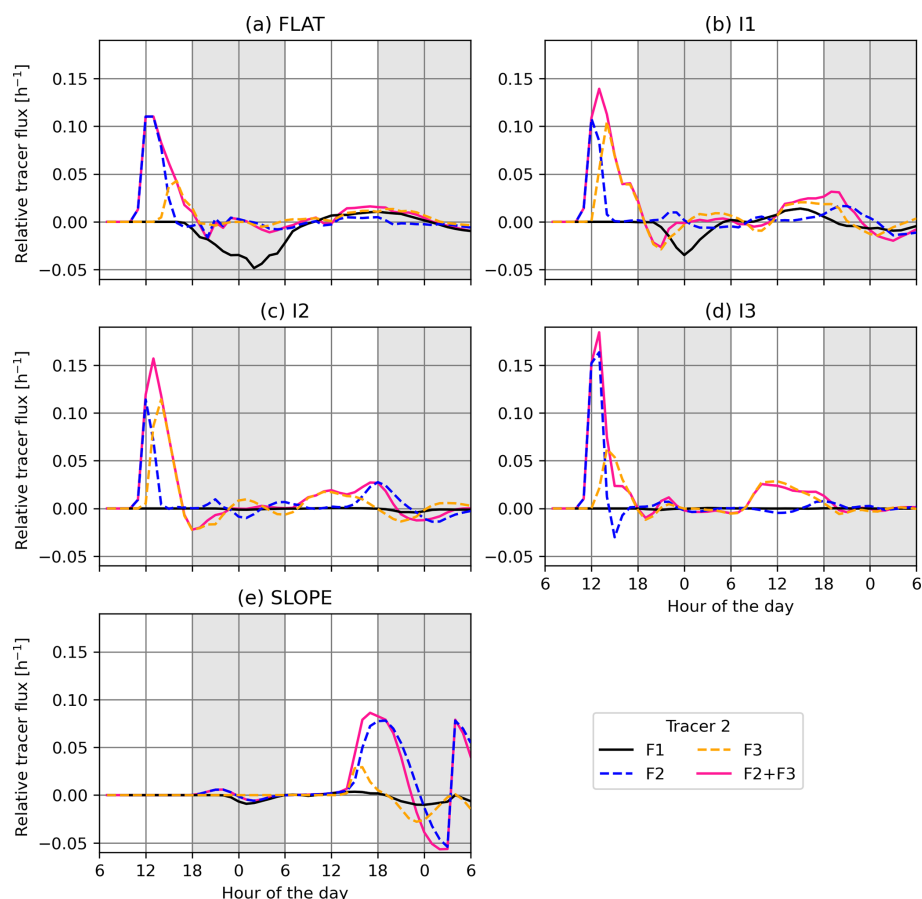 (a) FLAT
(b) I1
Relative tracer flux [h⁻¹]
0.15
0.10
0.05
0.00
−0.05
0.15
0.10
0.05
0.00
−0.05
(c) I2
(d) I3
Relative tracer flux [h⁻¹]
0.15
0.10
0.05
0.00
−0.05
0.15
0.10
0.05
0.00
−0.05
6 12 18 0 6 12 18 0 6
Hour of the day
(e) SLOPE
Relative tracer flux [h⁻¹]
0.15
0.10
0.05
0.00
−0.05
6 12 18 0 6 12 18 0 6
Hour of the day
Tracer 2
F1 F3
F2 F2+F3